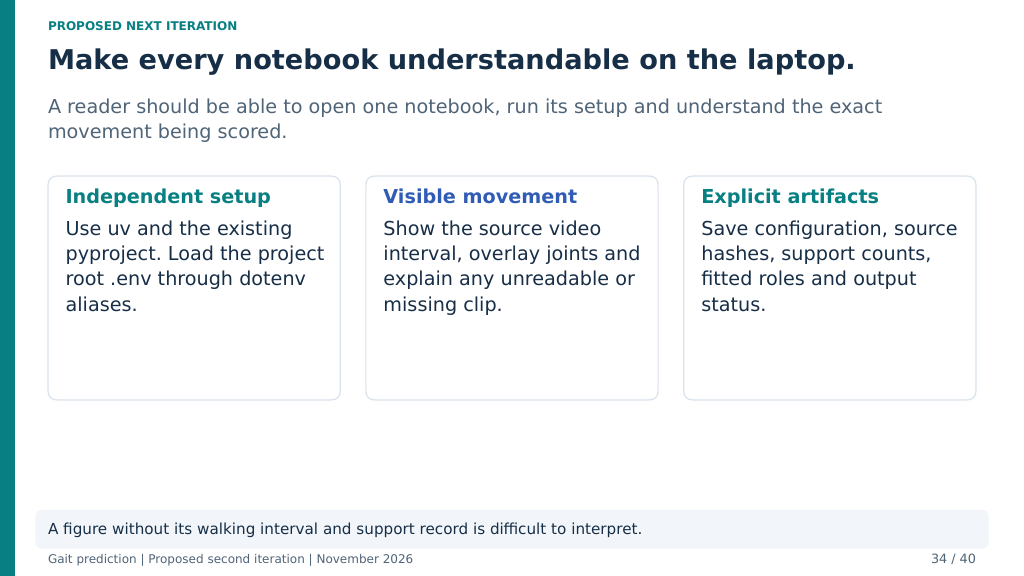 PROPOSED NEXT ITERATION
Make every notebook understandable on the laptop.
A reader should be able to open one notebook, run its setup and understand the exact
movement being scored.
Independent setup
Use uv and the existing
pyproject. Load the project
root .env through dotenv
aliases.
Visible movement
Show the source video
interval, overlay joints and
explain any unreadable or
missing clip.
Explicit artifacts
Save configuration, source
hashes, support counts,
fitted roles and output
status.
A figure without its walking interval and support record is difficult to interpret.
Gait prediction | Proposed second iteration | November 2026
34 / 40